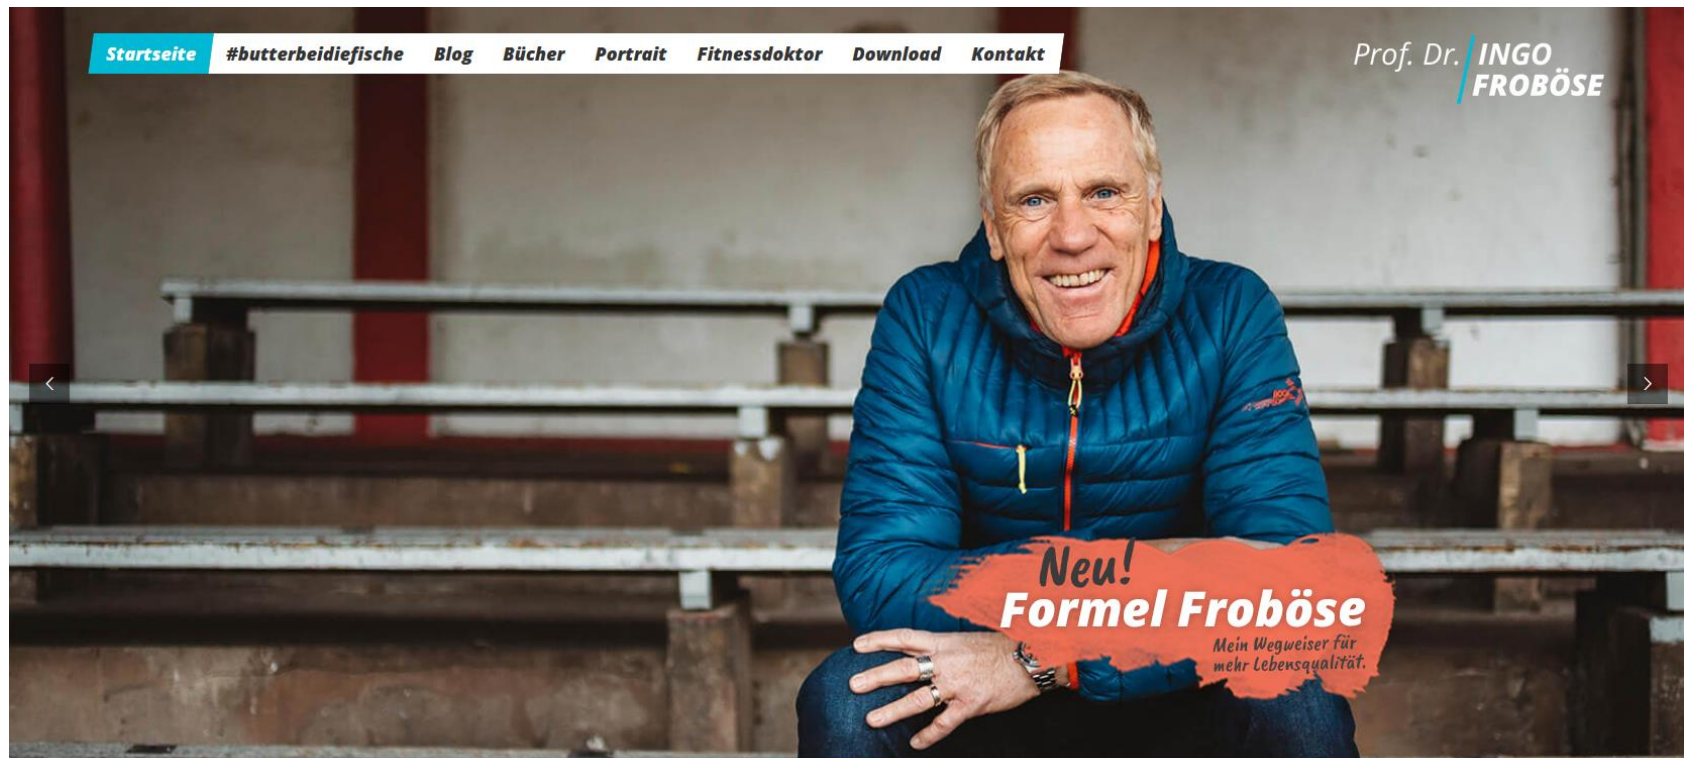 Startseite #butterbeidiefische Blog Bücher Portrait Fitnessdoktor Download Kontakt
Prof. Dr. INGO
FROBÖSE
Neu!
Formel Froböse
Mein Wegweiser für
mehr Lebensqualität.